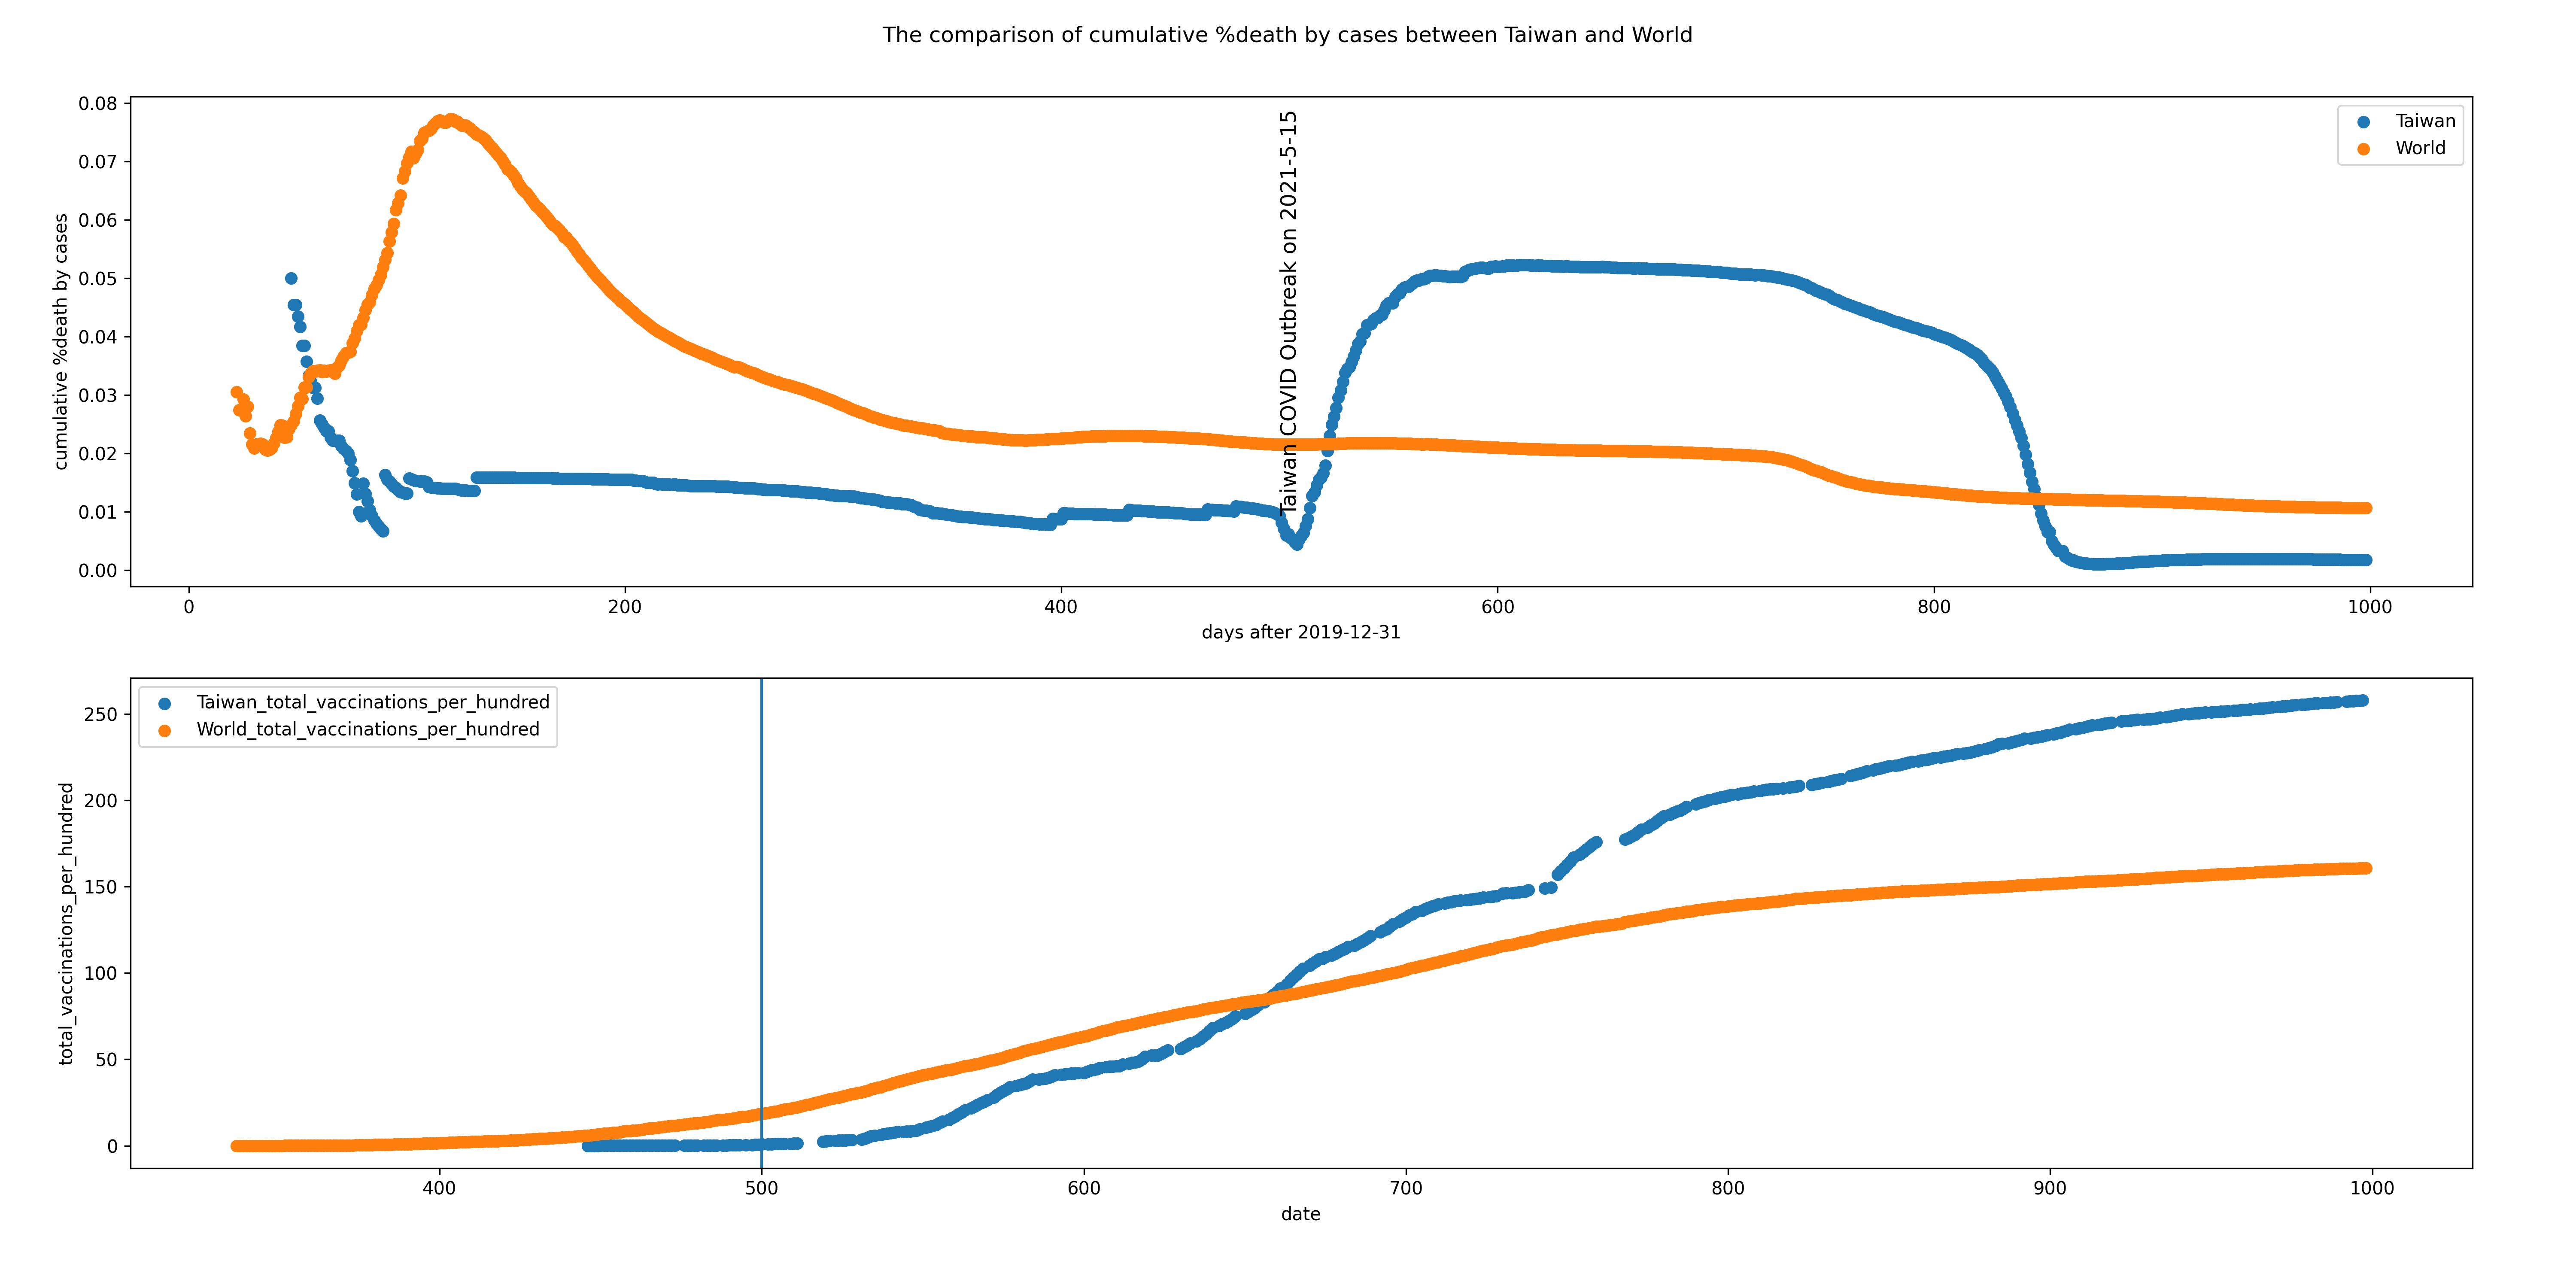 The comparison of cumulative %death by cases between Taiwan and World
cumulative %death by cases
0.08
0.07
0.06
0.05
0.04
0.03
0.02
0.01
0.00
Taiwan COVID Outbreak on 2021-5-15
Taiwan
World
0 200 400 600 800 1000
days after 2019-12-31
total_vaccinations_per_hundred
250
200
150
100
50
0
Taiwan_total_vaccinations_per_hundred
World_total_vaccinations_per_hundred
400 500 600 700 800 900 1000
date